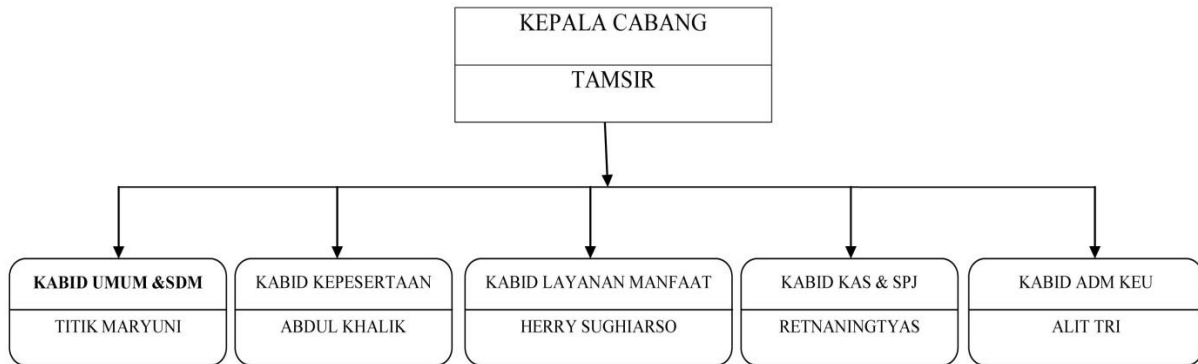 KEPALA CABANG
TAMSIR
KABID UMUM &SDM
TITIK MARYUNI
KABID KEPESERTAAN
ABDUL KHALIK
KABID LAYANAN MANFAAT
HERRY SUGHIARSO
KABID KAS & SPJ
RETNANINGTYAS
KABID ADM KEU
ALIT TRI